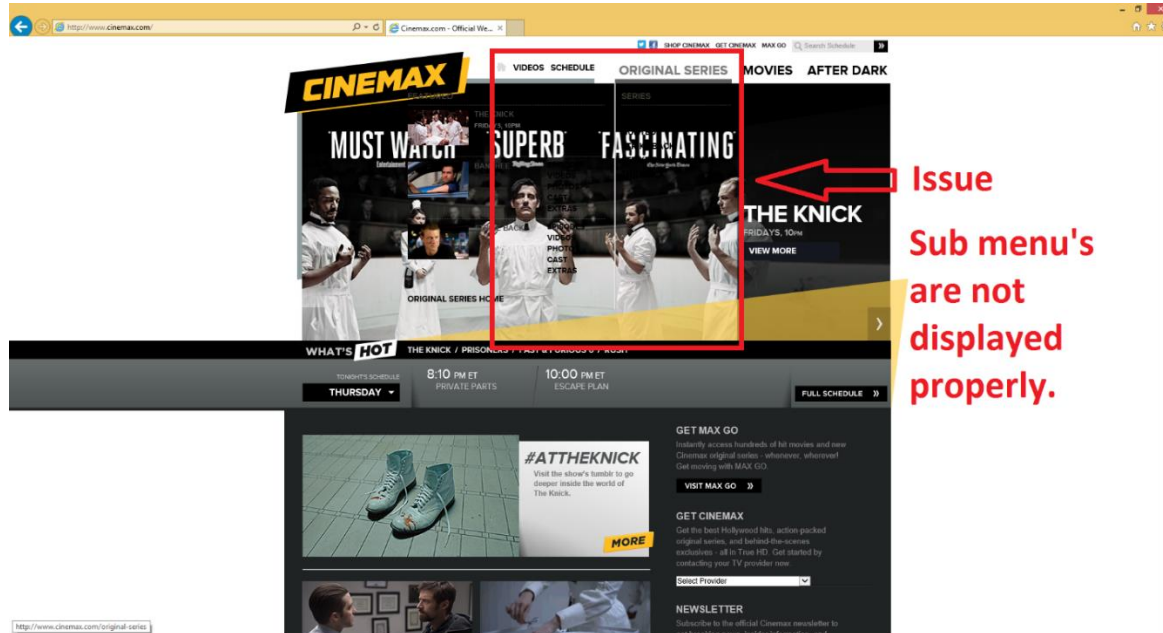 http://www.cinemax.com/
Cinemax.com - Official We...
SHOP CINEMAX GET CINEMAX MAX GO Search Schedule
CINEMAX
VIDEOS SCHEDULE ORIGINAL SERIES MOVIES AFTER DARK
FEATURED
SERIES
THE KNICK
FRIDAYS, 10PM
"MUST WATCH" "SUPERB" "FASCINATING"
BANSHEE
CAST
EXTRAS
VIDEO
PHOTO
CAST
EXTRAS
ORIGINAL SERIES HOME
THE KNICK
FRIDAYS, 10PM
VIEW MORE
Issue
Sub menu's
are not
displayed
properly.
WHAT'S HOT THE KNICK / PRISONERS / FAST & FURIOUS 6 / RUSH
TONIGHT'S SCHEDULE
THURSDAY
8:10 PM ET
PRIVATE PARTS
10:00 PM ET
ESCAPE PLAN
FULL SCHEDULE
#ATTHEKNICK
Visit the show's tumblr to go
deeper inside the world of
The Knick.
MORE
GET MAX GO
Instantly access hundreds of hit movies and new
Cinemax original series - whenever, wherever!
Get moving with MAX GO.
VISIT MAX GO
GET CINEMAX
Get the best Hollywood hits, action-packed
original series, and behind-the-scenes
exclusives - all in True HD. Get started by
contacting your TV provider now.
Select Provider
NEWSLETTER
Subscribe to the official Cinemax newsletter to
http://www.cinemax.com/original-series